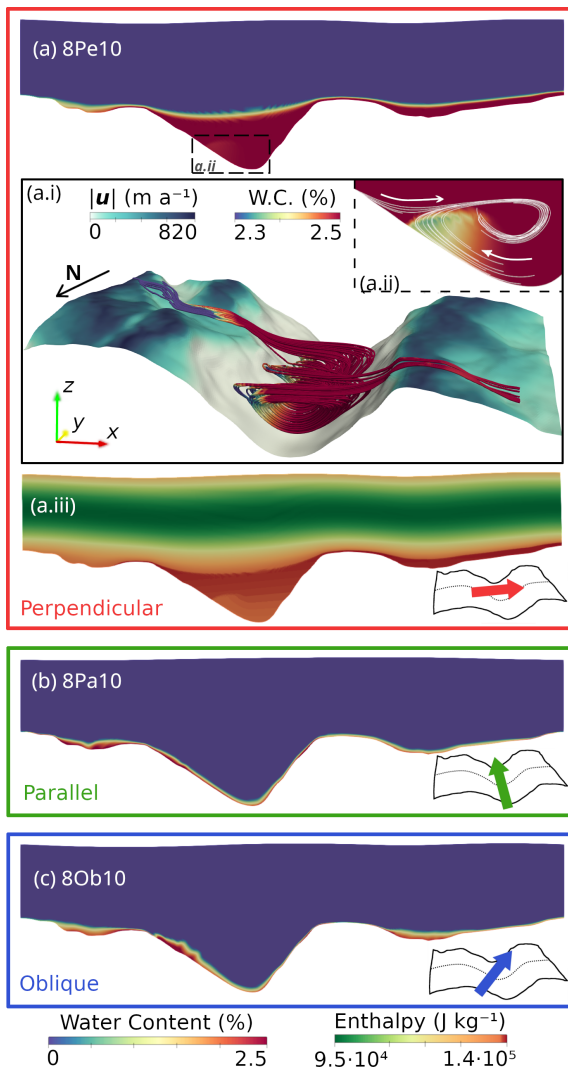 (a) 8Pe10
a.ii
(a.i)
|u| (m a⁻¹)
0 820
W.C. (%)
2.3 2.5
(a.ii)
N
z
y
x
(a.iii)
Perpendicular
(b) 8Pa10
Parallel
(c) 8Ob10
Oblique
Water Content (%)
0 2.5
Enthalpy (J kg⁻¹)
9.5·10⁴ 1.4·10⁵